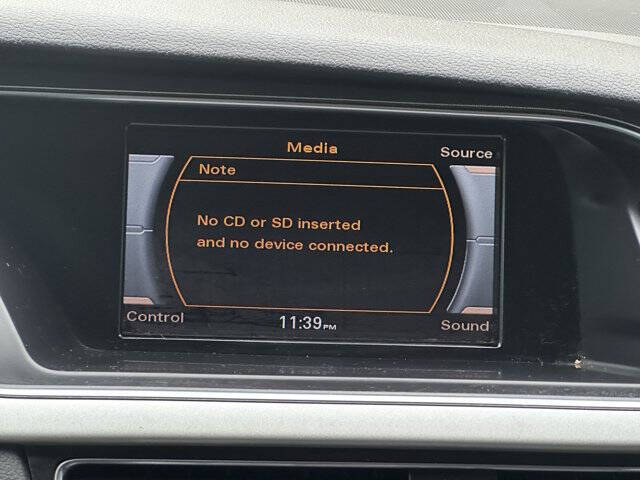 Media
Source
Note
No CD or SD inserted
and no device connected.
Control
11:39PM
Sound